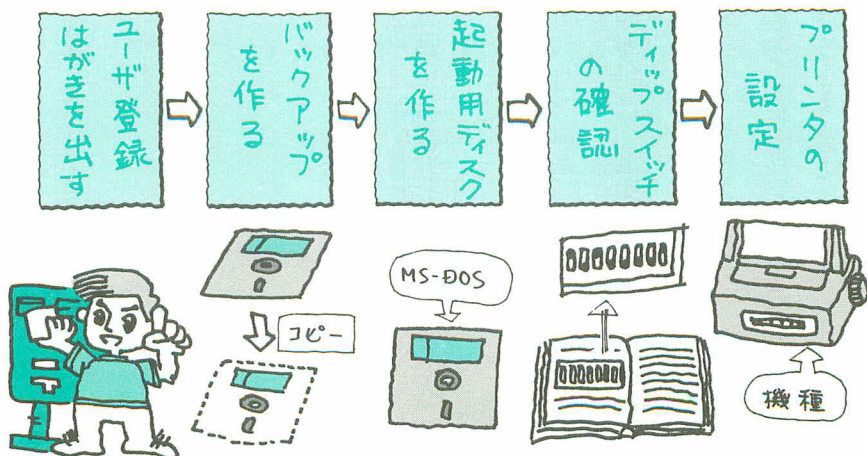 ユーザ登録
はがきを出す
バックアップ
を作る
起動用ディスク
を作る
ディップスイッチ
の確認
プリンタの
設定
コピー
MS-DOS
機種